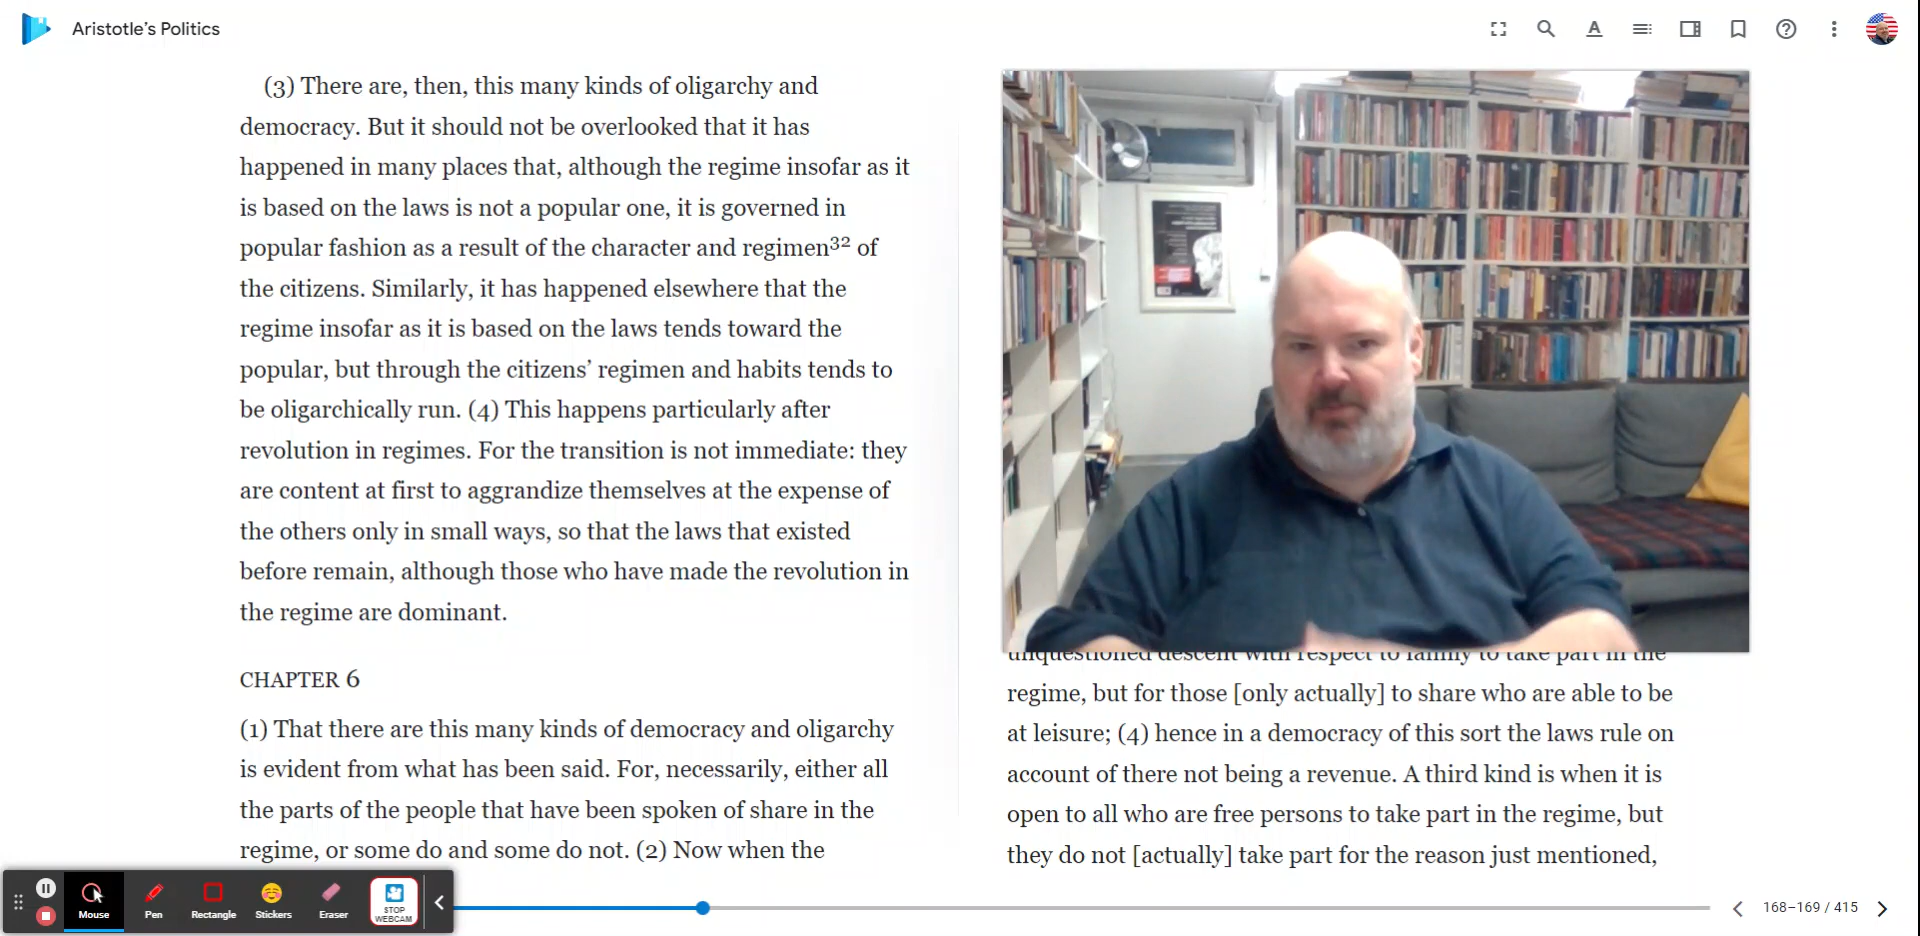 Aristotle’s Politics
(3) There are, then, this many kinds of oligarchy and
democracy. But it should not be overlooked that it has
happened in many places that, although the regime insofar as it
is based on the laws is not a popular one, it is governed in
popular fashion as a result of the character and regimen³² of
the citizens. Similarly, it has happened elsewhere that the
regime insofar as it is based on the laws tends toward the
popular, but through the citizens’ regimen and habits tends to
be oligarchically run. (4) This happens particularly after
revolution in regimes. For the transition is not immediate: they
are content at first to aggrandize themselves at the expense of
the others only in small ways, so that the laws that existed
before remain, although those who have made the revolution in
the regime are dominant.
CHAPTER 6
(1) That there are this many kinds of democracy and oligarchy
is evident from what has been said. For, necessarily, either all
the parts of the people that have been spoken of share in the
regime, or some do and some do not. (2) Now when the
unquestioned descent with respect to family to take part in the
regime, but for those [only actually] to share who are able to be
at leisure; (4) hence in a democracy of this sort the laws rule on
account of there not being a revenue. A third kind is when it is
open to all who are free persons to take part in the regime, but
they do not [actually] take part for the reason just mentioned,
Mouse
Pen
Rectangle
Stickers
Eraser
STOP
WEBCAM
168–169 / 415